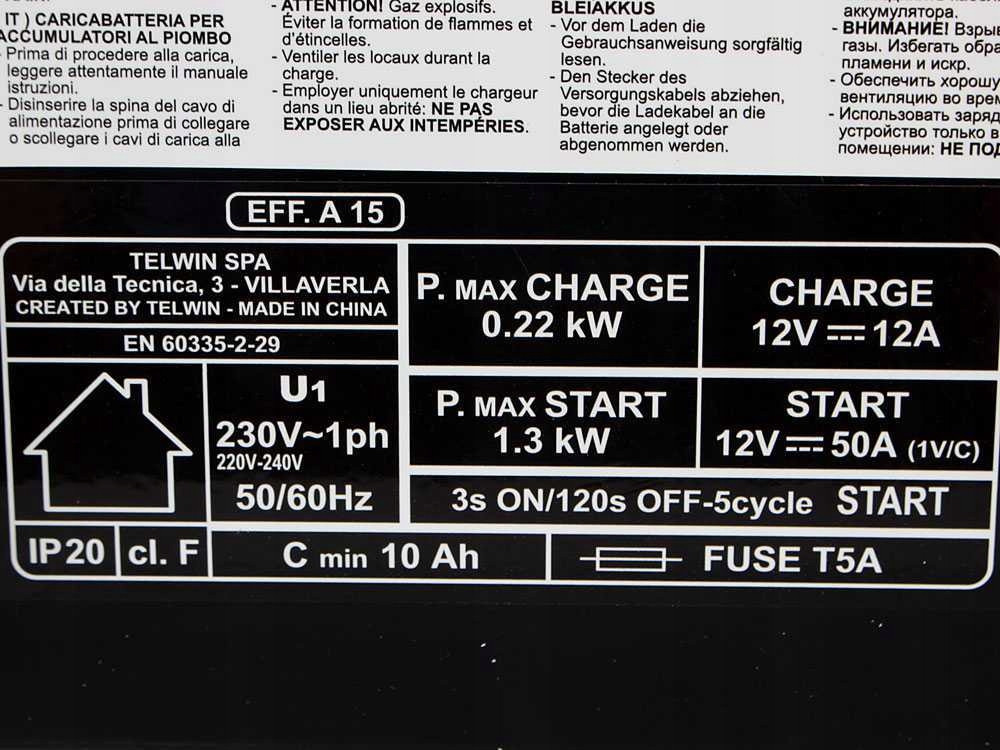 IT ) CARICABATTERIA PER
ACCUMULATORI AL PIOMBO
- Prima di procedere alla carica,
leggere attentamente il manuale
istruzioni.
- Disinserire la spina del cavo di
alimentazione prima di collegare
o scollegare i cavi di carica alla
- ATTENTION! Gaz explosifs.
Éviter la formation de flammes et
d'étincelles.
- Ventiler les locaux durant la
charge.
- Employer uniquement le chargeur
dans un lieu abrité: NE PAS
EXPOSER AUX INTEMPÉRIES.
BLEIAKKUS
- Vor dem Laden die
Gebrauchsanweisung sorgfältig
lesen.
- Den Stecker des
Versorgungskabels abziehen,
bevor die Ladekabel an die
Batterie angelegt oder
abgenommen werden.
аккумулятора.
- ВНИМАНИЕ!
газы. Избегать
пламени и искр.
- Обеспечить
вентиляцию во
- Использовать
устройство только в
помещении: НЕ
EFF. A 15
TELWIN SPA
Via della Tecnica, 3 - VILLAVERLA
CREATED BY TELWIN - MADE IN CHINA
EN 60335-2-29
P. MAX CHARGE
0.22 kW
CHARGE
12V ⎓ 12A
U1
230V~1ph
220V-240V
50/60Hz
P. MAX START
1.3 kW
START
12V ⎓ 50A (1V/C)
3s ON/120s OFF-5cycle START
IP20
cl. F
C min 10 Ah
FUSE T5A